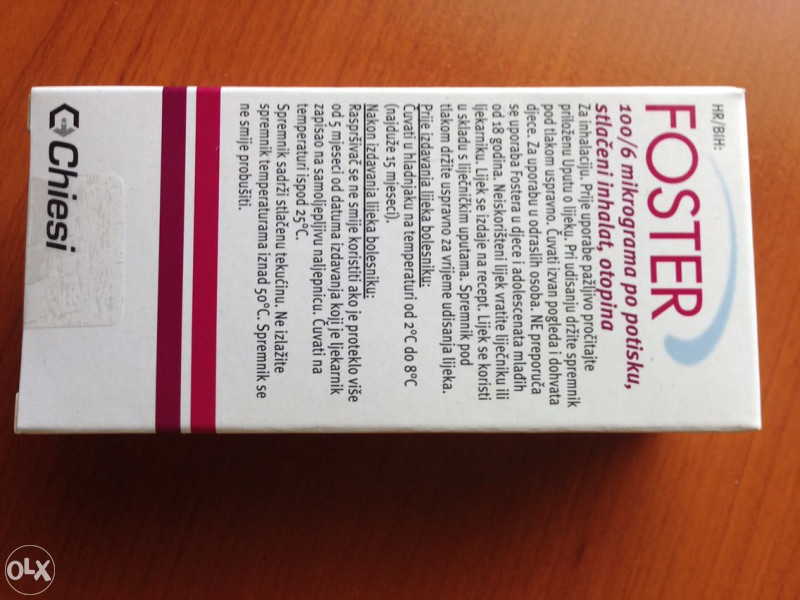 HR/BIH:
FOSTER
100/6 mikrograma po potisku,
stlačeni inhalat, otopina
Za inhalaciju. Prije uporabe pažljivo pročitajte
priloženu Uputu o lijeku. Pri udisanju držite spremnik
pod tlakom uspravno. Čuvati izvan pogleda i dohvata
djece. Za uporabu u odraslih osoba. NE preporuča
se uporaba Fostera u djece i adolescenata mlađih
od 18 godina. Neiskorišteni lijek vratite liječniku ili
ljekarniku. Lijek se izdaje na recept. Lijek se koristi
u skladu s liječničkim uputama. Spremnik pod
tlakom držite uspravno za vrijeme udisanja lijeka.
Prije izdavanja lijeka bolesniku:
Čuvati u hladnjaku na temperaturi od 2°C do 8°C
(najduže 15 mjeseci).
Nakon izdavanja lijeka bolesniku:
Raspršivač se ne smije koristiti ako je proteklo više
od 5 mjeseci od datuma izdavanja koji je ljekarnik
zapisao na samoljepljivu naljepnicu. Čuvati na
temperaturi ispod 25°C.
Spremnik sadrži stlačenu tekućinu. Ne izlažite
spremnik temperaturama iznad 50°C. Spremnik se
ne smije probušiti.
Chiesi
OLX